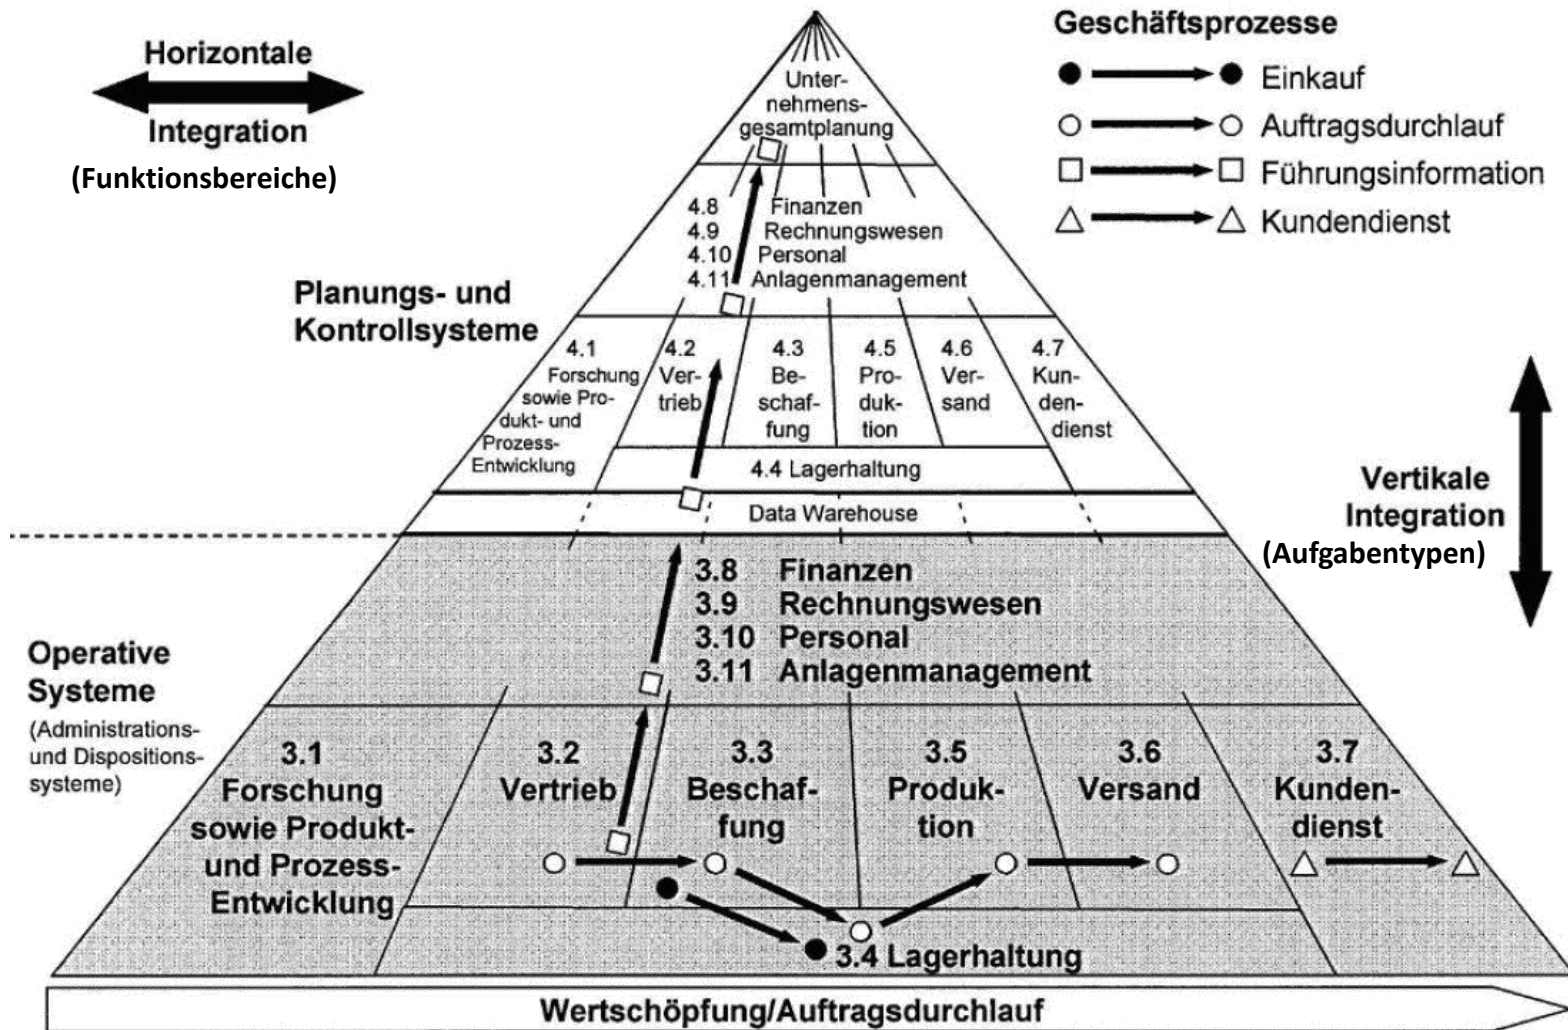 Horizontale
Integration
(Funktionsbereiche)
Geschäftsprozesse
Einkauf
Auftragsdurchlauf
Führungsinformation
Kundendienst
Unter-
nehmens-
gesamtplanung
4.8 Finanzen
4.9 Rechnungswesen
4.10 Personal
4.11 Anlagenmanagement
Planungs- und
Kontrollsysteme
4.1
Forschung
sowie Pro-
dukt- und
Prozess-
Entwicklung
4.2
Ver-
trieb
4.3
Be-
schaf-
fung
4.5
Pro-
duk-
tion
4.6
Ver-
sand
4.7
Kun-
den-
dienst
4.4 Lagerhaltung
Data Warehouse
Vertikale
Integration
(Aufgabentypen)
3.8 Finanzen
3.9 Rechnungswesen
3.10 Personal
3.11 Anlagenmanagement
Operative
Systeme
(Administrations-
und Dispositions-
systeme)
3.1
Forschung
sowie Produkt-
und Prozess-
Entwicklung
3.2
Vertrieb
3.3
Beschaf-
fung
3.5
Produk-
tion
3.6
Versand
3.7
Kunden-
dienst
3.4 Lagerhaltung
Wertschöpfung/Auftragsdurchlauf